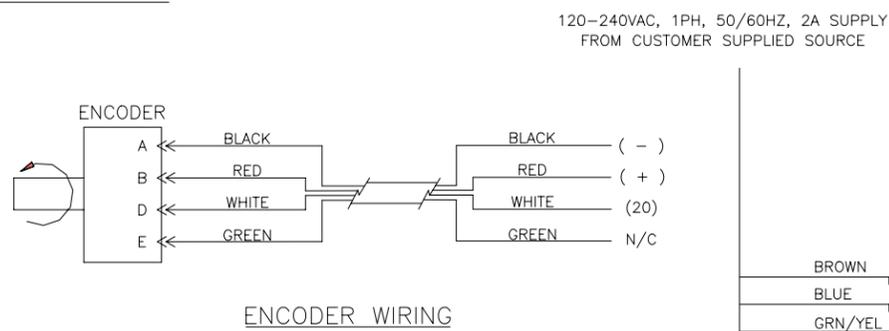 120-240VAC, 1PH, 50/60HZ, 2A SUPPLY
FROM CUSTOMER SUPPLIED SOURCE
ENCODER
A BLACK BLACK ( - )
B RED RED ( + )
D WHITE WHITE (20)
E GREEN GREEN N/C
ENCODER WIRING
BROWN
BLUE
GRN/YEL